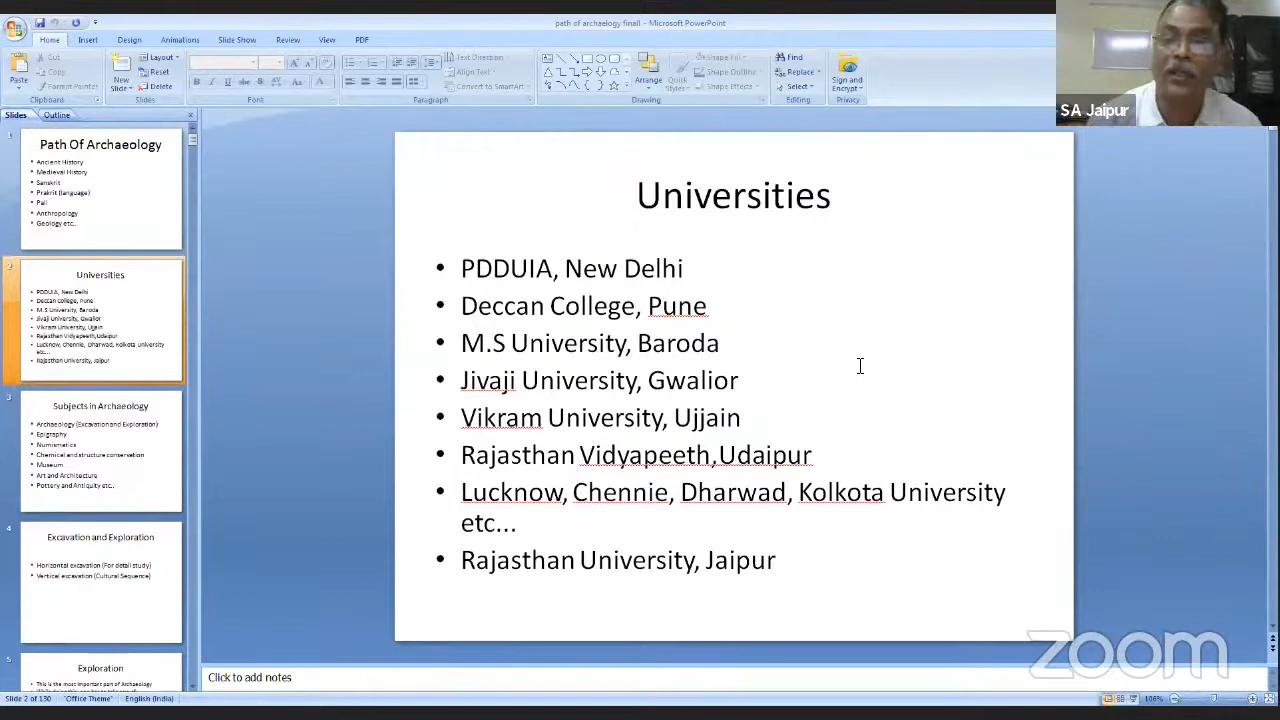 path of archaelogy finall - Microsoft PowerPoint
Home Insert Design Animations Slide Show Review View PDF
Cut
Copy
Format Painter
Paste
Clipboard
New
Slide
Layout
Reset
Delete
Slides
Font
Text Direction
Align Text
Convert to SmartArt
Paragraph
Arrange
Quick
Styles
Shape Fill
Shape Outline
Shape Effects
Drawing
Find
Replace
Select
Editing
Sign and
Encrypt
Privacy
S A Jaipur
Slides Outline
1
Path Of Archaeology
• Ancient History
• Medieval History
• Sanskrit
• Prakrit (language)
• Pali
• Anthropology
• Geology etc..
2
Universities
• PDDUIA, New Delhi
• Deccan College, Pune
• M.S University, Baroda
• Jivaji University, Gwalior
• Vikram University, Ujjain
• Rajasthan Vidyapeeth,Udaipur
• Lucknow, Chennie, Dharwad, Kolkota University
etc...
• Rajasthan University, Jaipur
3
Subjects in Archaeology
• Archaeology (Excavation and Exploration)
• Epigraphy
• Numismatics
• Chemical and structure conservation
• Museum
• Art and Architecture
• Pottery and Antiquity etc..
4
Excavation and Exploration
• Horizontal excavation (For detail study)
• Vertical excavation (Cultural Sequence)
5
Exploration
• This is the most important part of Archaeology
Universities
• PDDUIA, New Delhi
• Deccan College, Pune
• M.S University, Baroda
• Jivaji University, Gwalior
• Vikram University, Ujjain
• Rajasthan Vidyapeeth,Udaipur
• Lucknow, Chennie, Dharwad, Kolkota University
etc...
• Rajasthan University, Jaipur
zoom
Click to add notes
Slide 2 of 130 "Office Theme" English (India) 106%